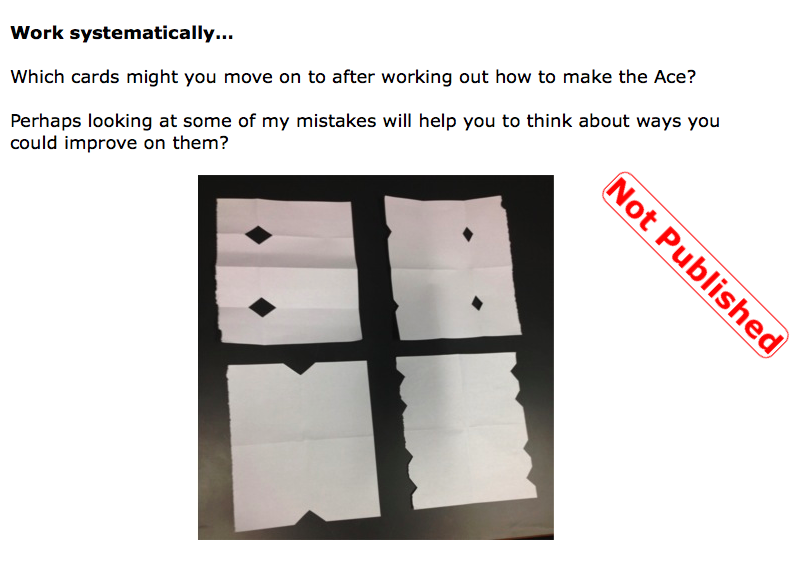 Work systematically...
Which cards might you move on to after working out how to make the Ace?
Perhaps looking at some of my mistakes will help you to think about ways you
could improve on them?
Not Published